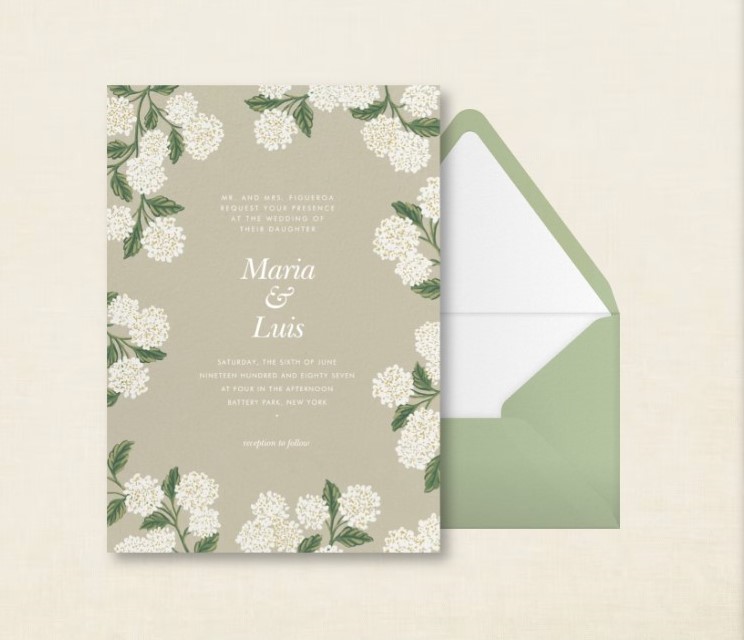 MR. AND MRS. FIGUEROA
REQUEST YOUR PRESENCE
AT THE WEDDING OF
THEIR DAUGHTER
Maria
&
Luis
SATURDAY, THE SIXTH OF JUNE
NINETEEN HUNDRED AND EIGHTY SEVEN
AT FOUR IN THE AFTERNOON
BATTERY PARK, NEW YORK
reception to follow